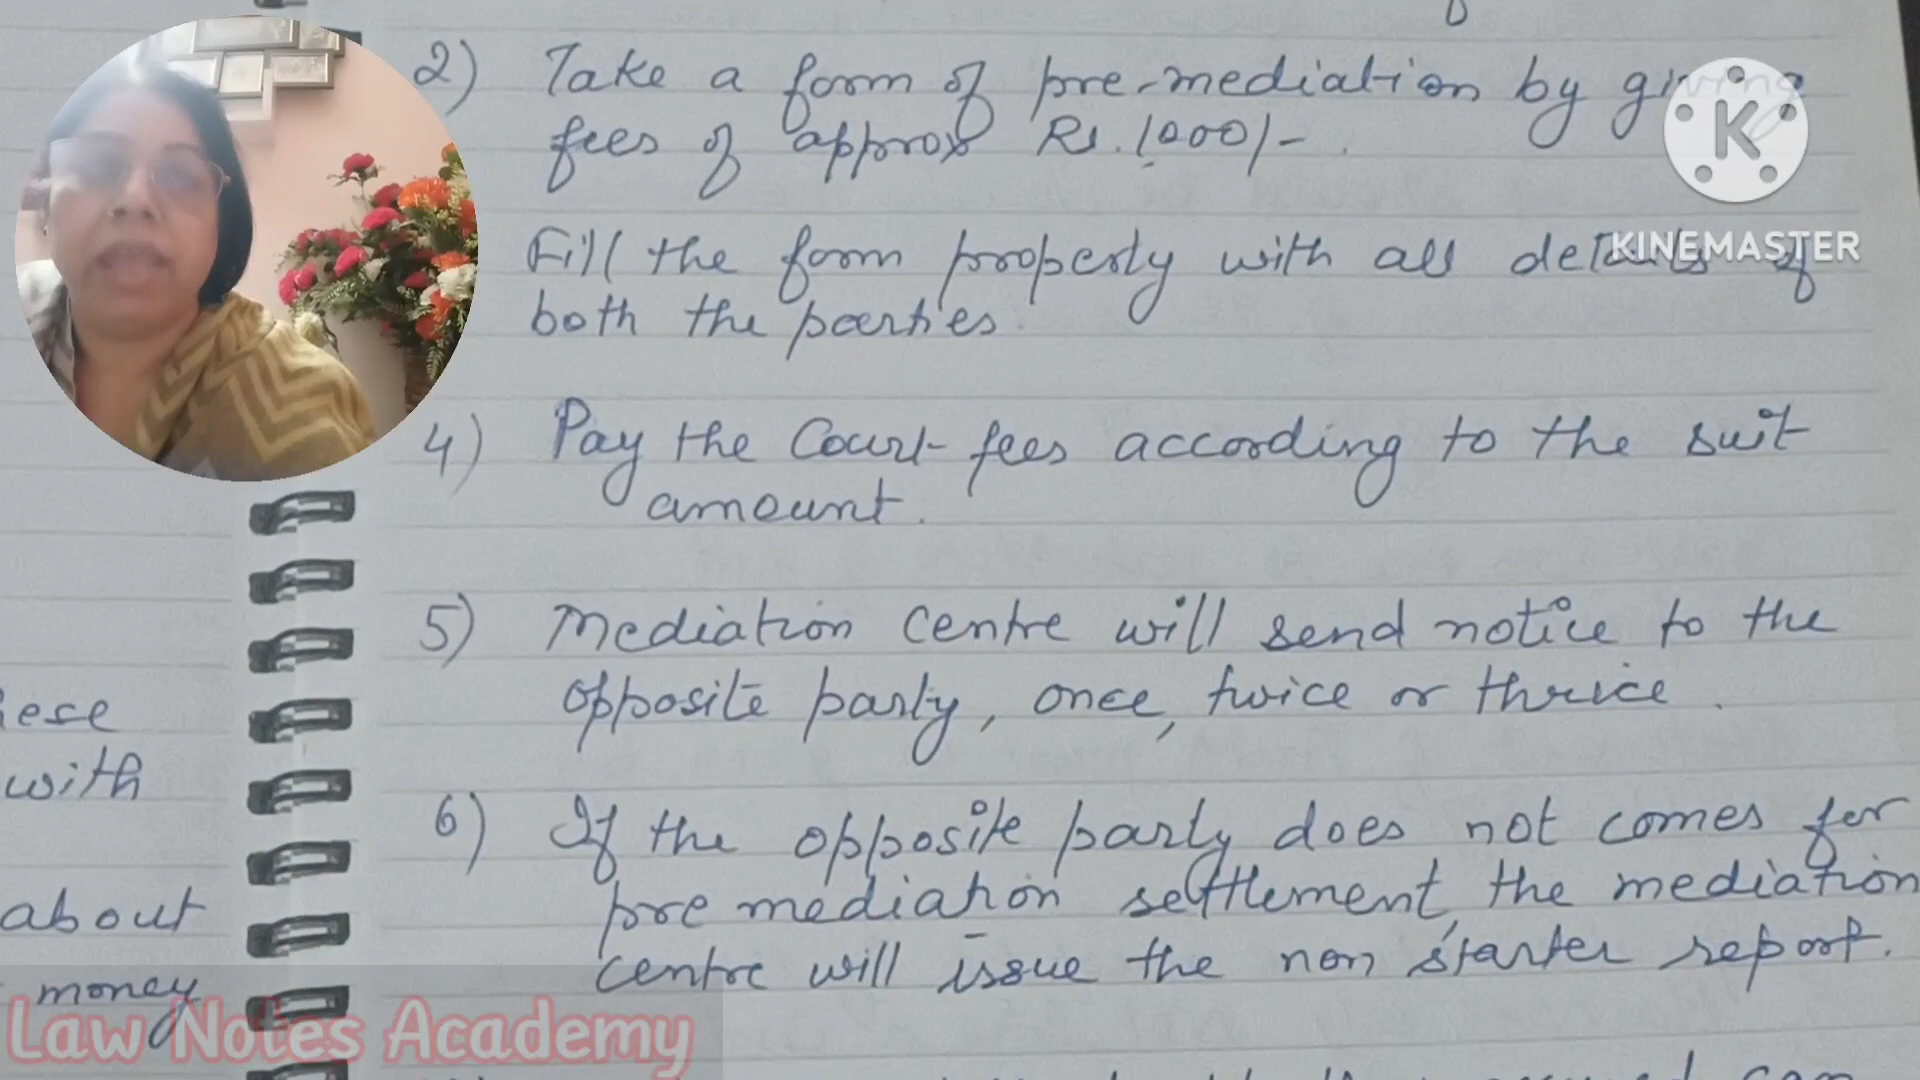 2) Take a form of pre-mediation by giving
fees of approx Rs. 1000/-.
Fill the form properly with all details of
both the parties.
4) Pay the Court fees according to the suit
amount.
5) Mediation centre will send notice to the
opposite party, once, twice or thrice.
6) If the opposite party does not comes for
pre mediation settlement, the mediation
centre will issue the non starter report.
with
about
money
K
KINEMASTER
Law Notes Academy